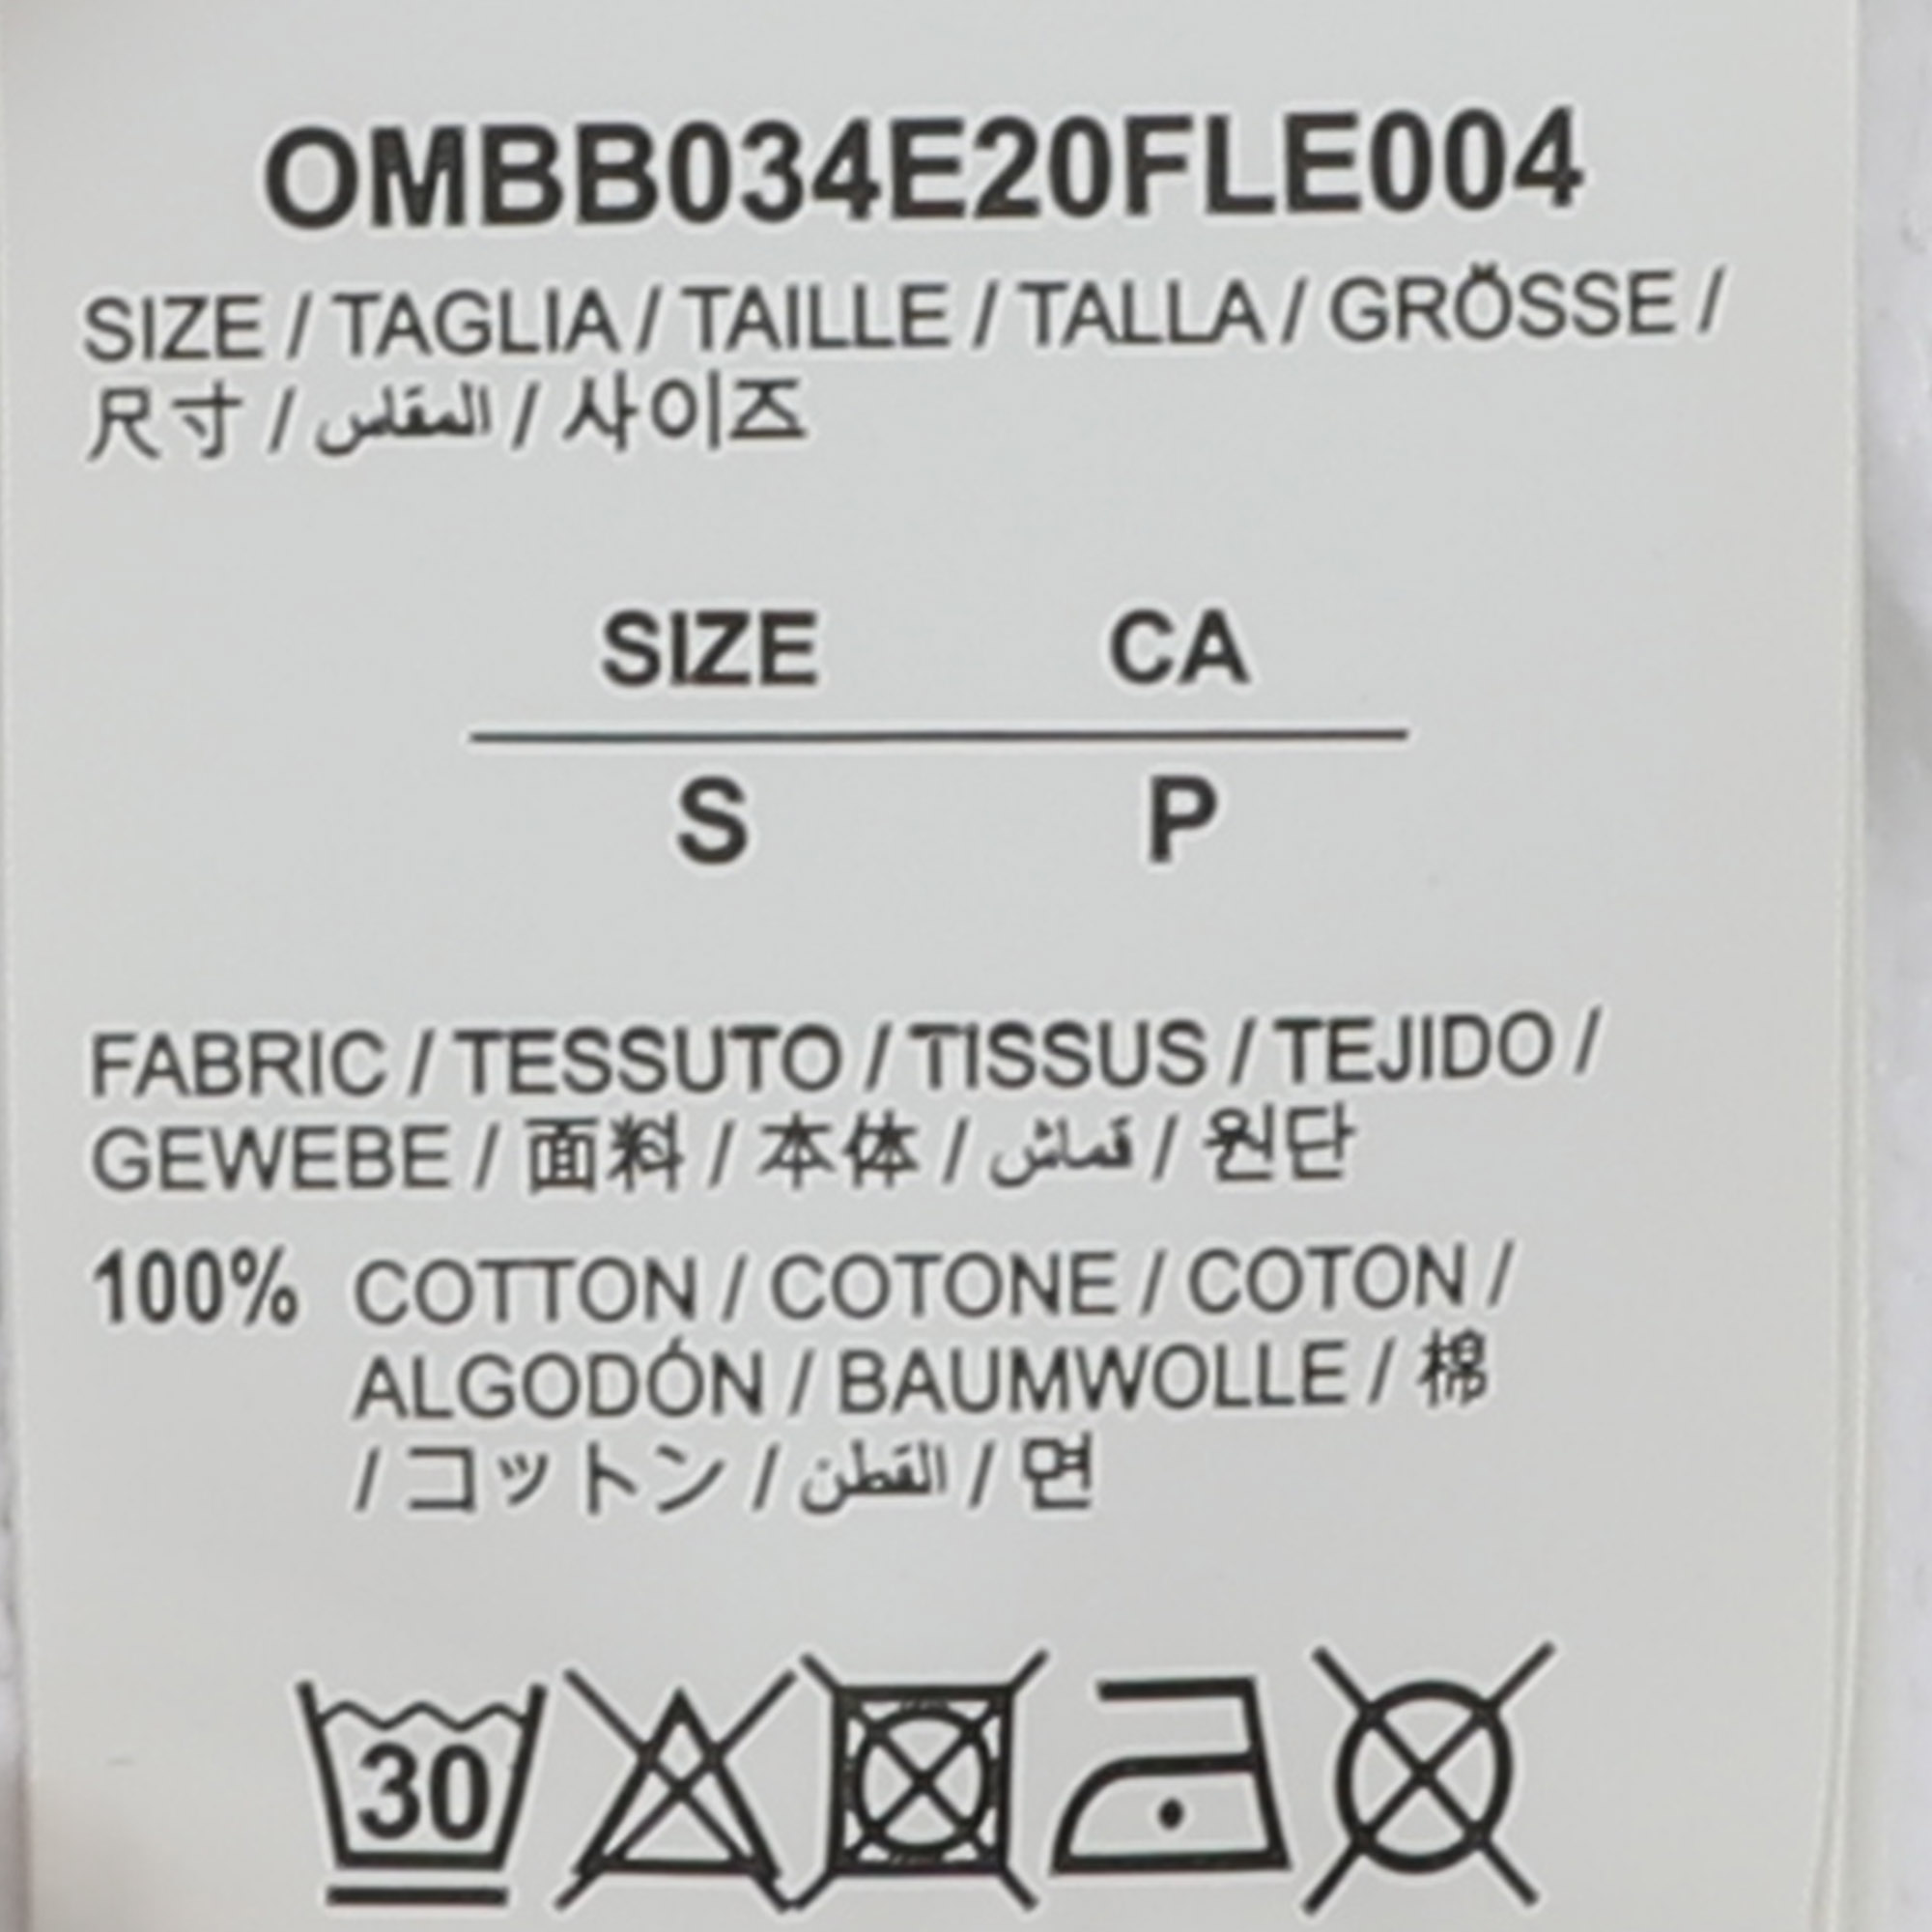 OMBB034E20FLE004
SIZE / TAGLIA / TAILLE / TALLA / GRÖSSE /
尺寸 / المقاس / 사이즈
SIZE CA
S P
FABRIC / TESSUTO / TISSUS / TEJIDO /
GEWEBE / 面料 / 本体 / قماش / 원단
100% COTTON / COTONE / COTON /
ALGODÓN / BAUMWOLLE / 棉
/ コットン / القطن / 면
30